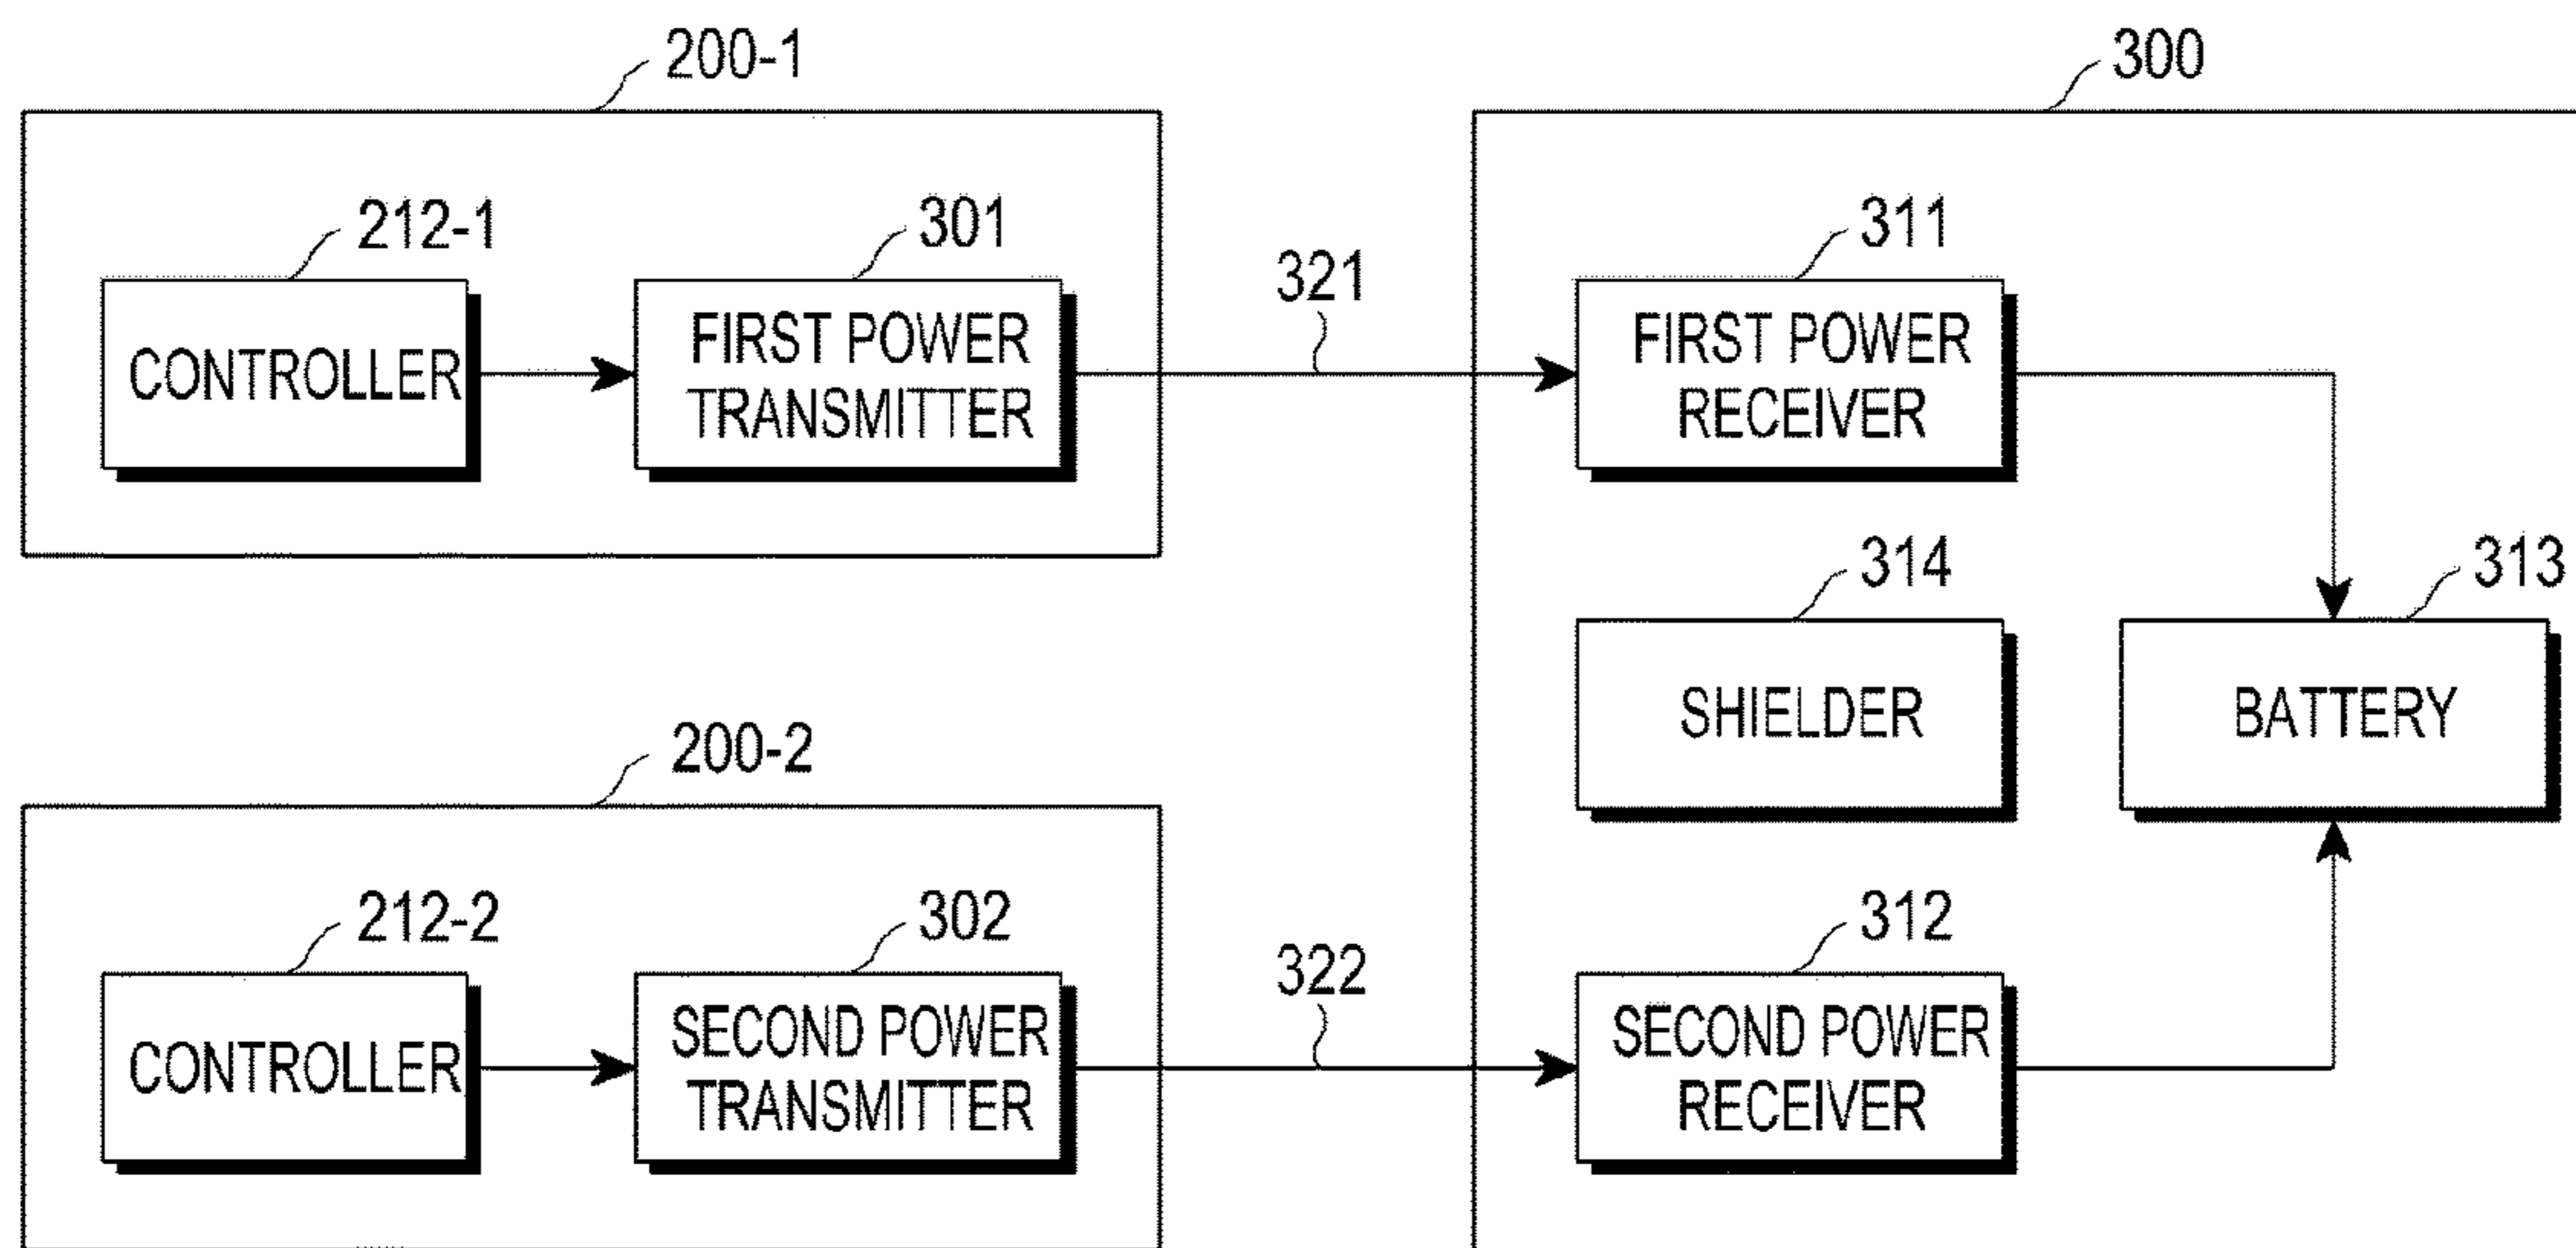 200-1
300
212-1
301
321
311
CONTROLLER
FIRST POWER
TRANSMITTER
FIRST POWER
RECEIVER
314
313
SHIELDER
BATTERY
200-2
212-2
302
322
312
CONTROLLER
SECOND POWER
TRANSMITTER
SECOND POWER
RECEIVER